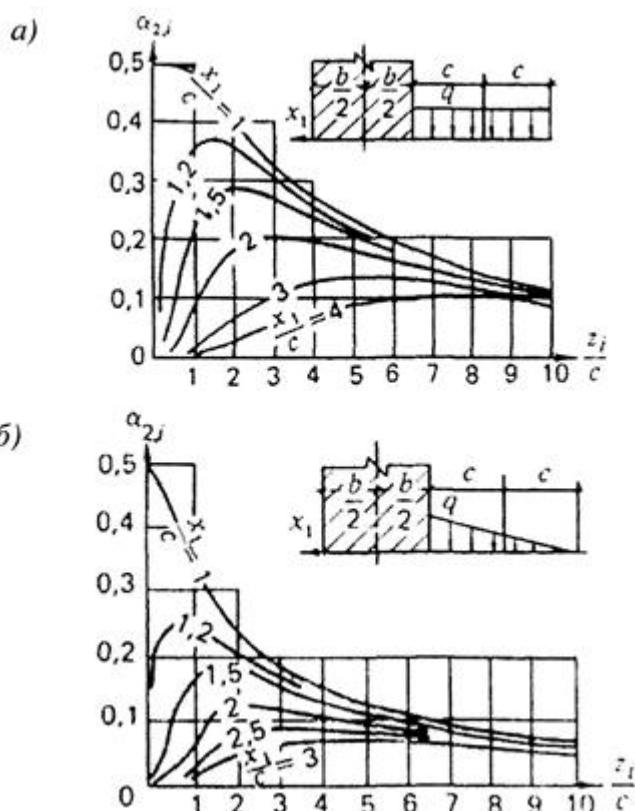 а)
α₂ⱼ
0,5
0,4
0,3
0,2
0,1
0
x₁/c = 1
1,2
1,5
2
3
x₁/c = 4
b/2 b/2
c c
q
x₁
1 2 3 4 5 6 7 8 9 10
zᵢ/c
б)
α₂ⱼ
0,5
0,4
0,3
0,2
0,1
0
x₁/c = 1
1,2
1,5
2
2,5
x₁/c = 3
b/2 b/2
c c
q
x₁
1 2 3 4 5 6 7 8 9 10
zᵢ/c